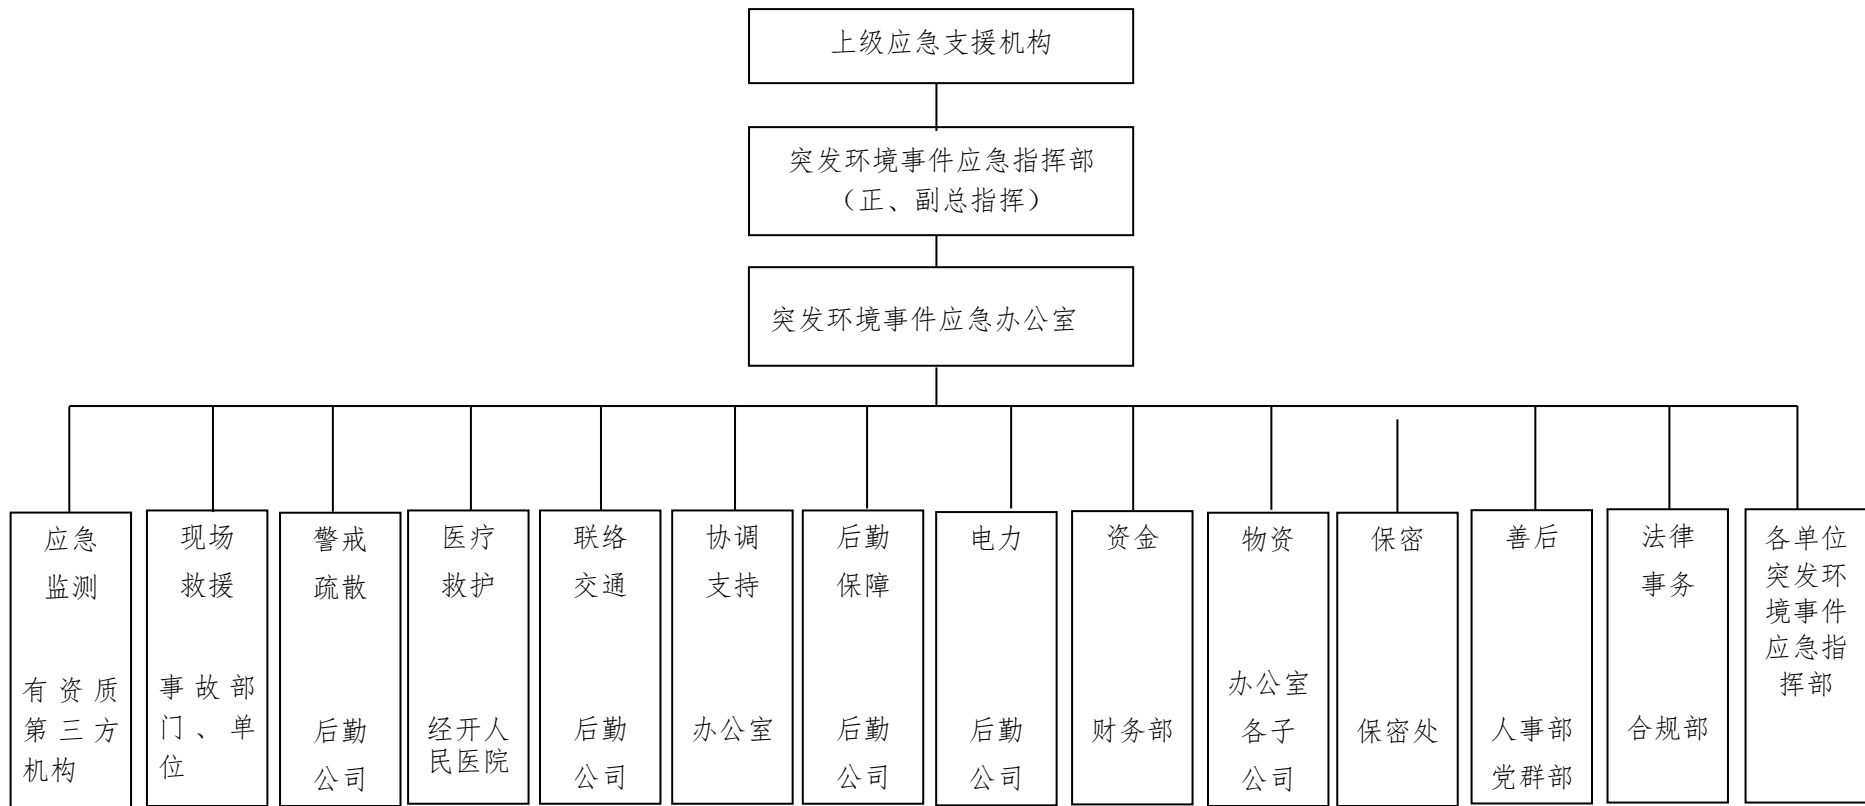 上级应急支援机构
突发环境事件应急指挥部
（正、副总指挥）
突发环境事件应急办公室
应急
监测
有资质
第三方
机构
现场
救援
事故部
门、单
位
警戒
疏散
后勤
公司
医疗
救护
经开人
民医院
联络
交通
后勤
公司
协调
支持
办公室
后勤
保障
后勤
公司
电力
后勤
公司
资金
财务部
物资
办公室
各子
公司
保密
保密处
善后
人事部
党群部
法律
事务
合规部
各单位
突发环
境事件
应急指
挥部